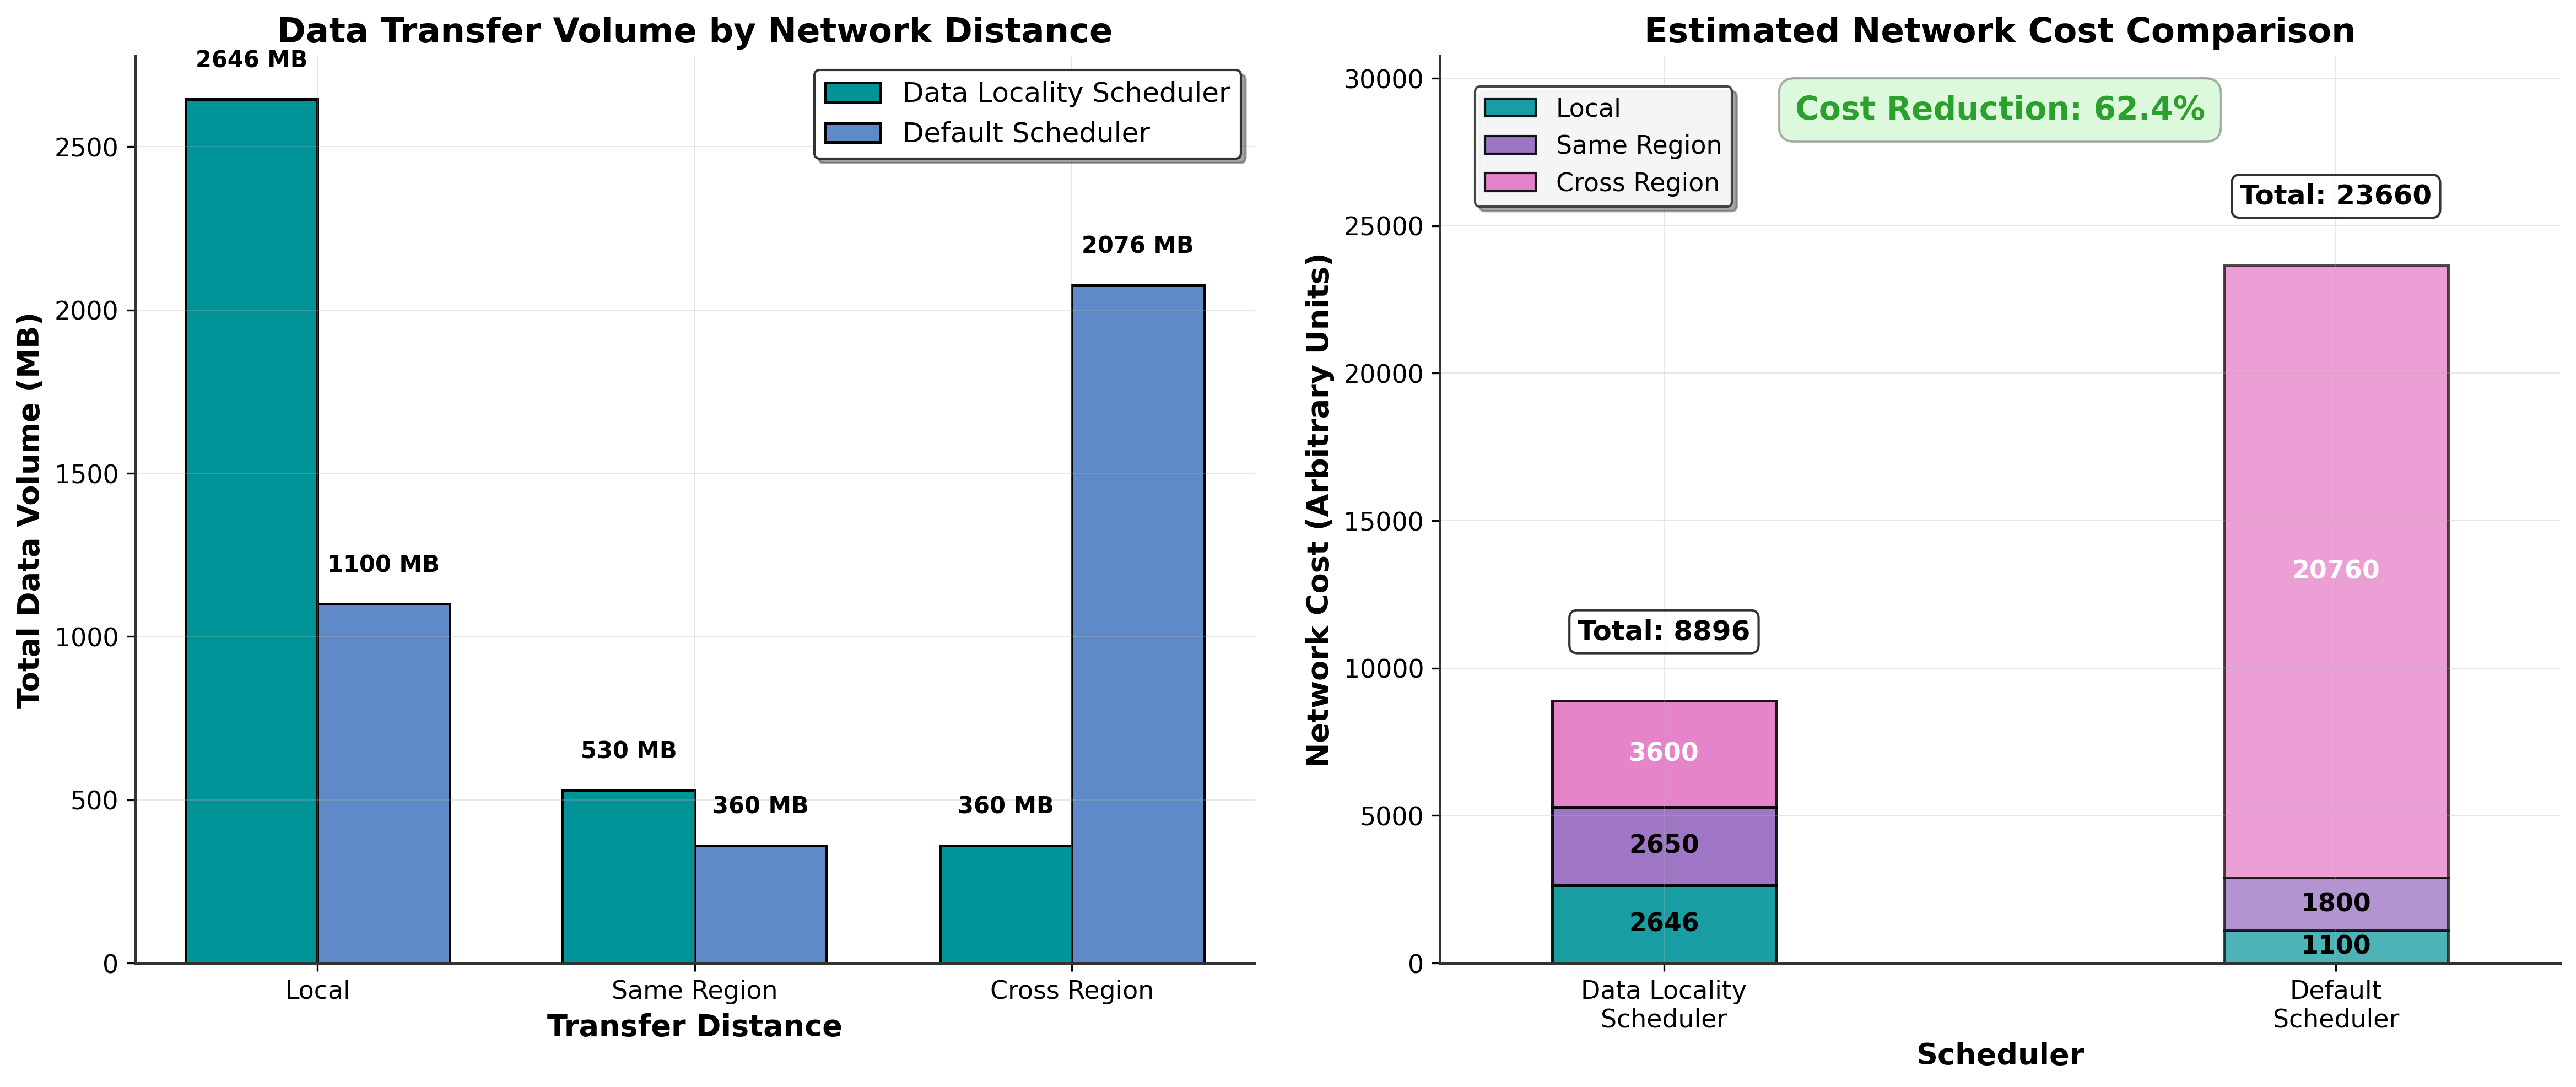 Data Transfer Volume by Network Distance
2646 MB
Data Locality Scheduler
Default Scheduler
2500
2076 MB
2000
1500
1100 MB
1000
530 MB
500
360 MB
360 MB
0
Total Data Volume (MB)
Local
Same Region
Cross Region
Transfer Distance
Estimated Network Cost Comparison
30000
Local
Same Region
Cross Region
Cost Reduction: 62.4%
Total: 23660
25000
20000
15000
20760
Total: 8896
10000
3600
5000
2650
2646
1800
1100
0
Network Cost (Arbitrary Units)
Data Locality
Scheduler
Default
Scheduler
Scheduler